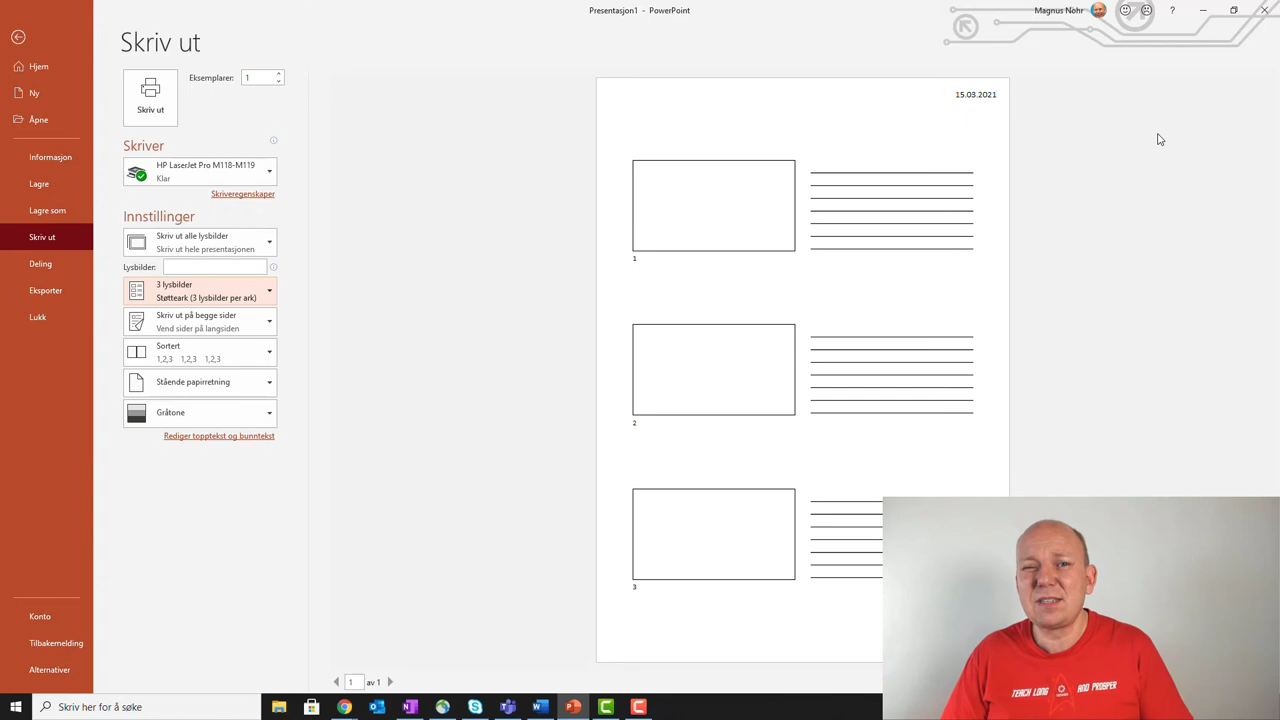 Presentasjon1 - PowerPoint
Magnus Nohr
?
Skriv ut
Hjem
Ny
Åpne
Informasjon
Lagre
Lagre som
Skriv ut
Deling
Eksporter
Lukk
Konto
Tilbakemelding
Alternativer
Skriv ut
Eksemplarer: 1
Skriver
HP LaserJet Pro M118-M119
Klar
Skriveregenskaper
Innstillinger
Skriv ut alle lysbilder
Skriv ut hele presentasjonen
Lysbilder:
3 lysbilder
Støtteark (3 lysbilder per ark)
Skriv ut på begge sider
Vend sider på langsiden
Sortert
1,2,3 1,2,3 1,2,3
Stående papirretning
Gråtone
Rediger topptekst og bunntekst
15.03.2021
1
2
3
1 av 1
TEACH LONG AND PROSPER
Skriv her for å søke